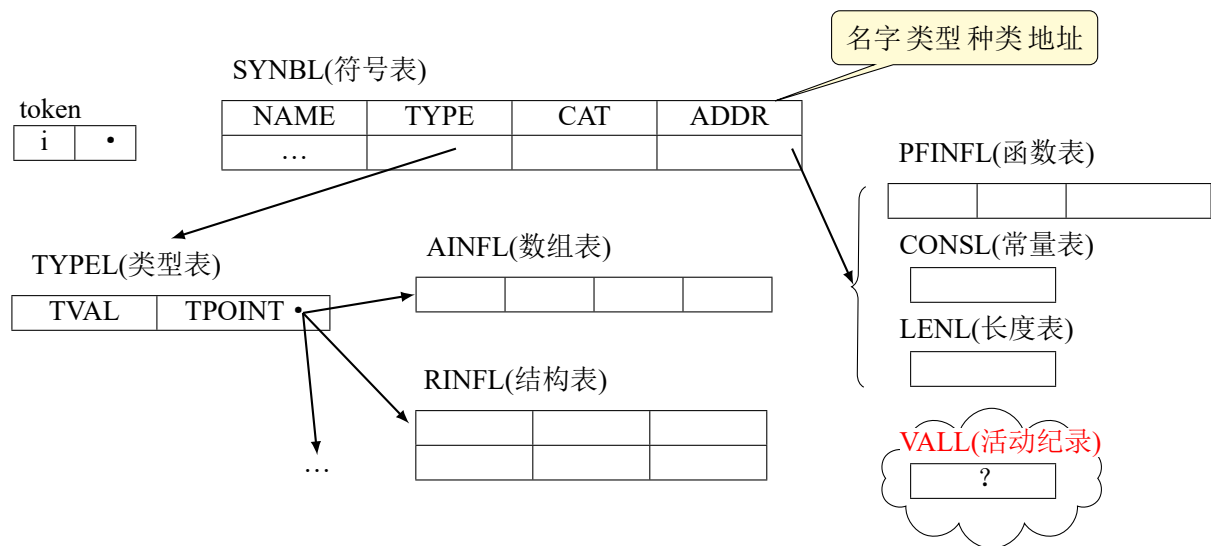 名字 类型 种类 地址
SYNBL(符号表)
token
NAME TYPE CAT ADDR
i •
…
PFINFL(函数表)
AINFL(数组表)
CONSL(常量表)
TYPEL(类型表)
TVAL TPOINT •
LENL(长度表)
RINFL(结构表)
VALL(活动纪录)
…
?